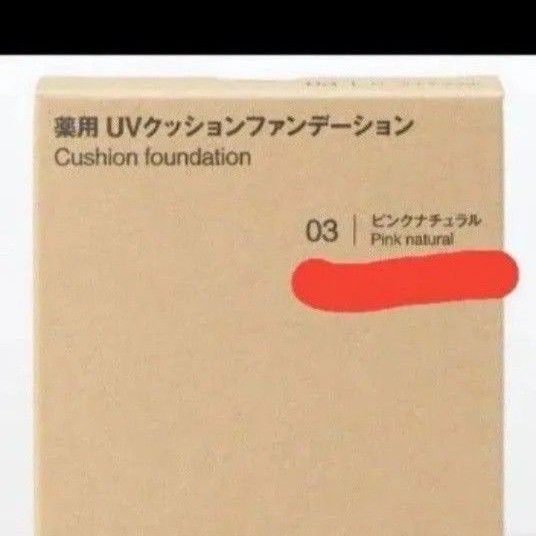 薬用 UVクッションファンデーション
Cushion foundation
03
ピンクナチュラル
Pink natural